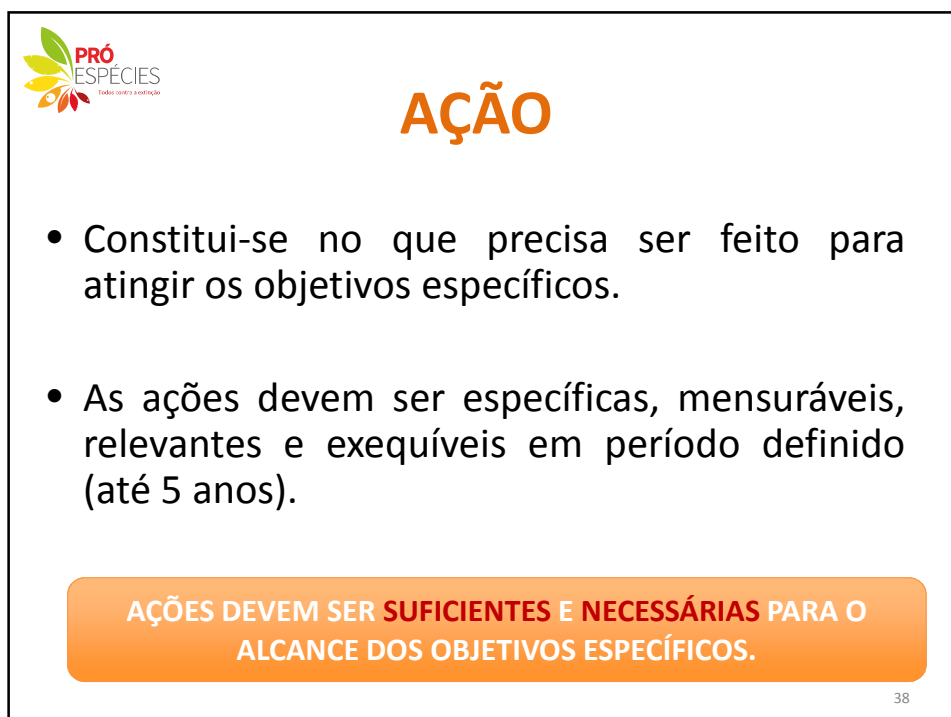 PRÓ
ESPÉCIES
Todos contra a extinção
AÇÃO
• Constitui-se no que precisa ser feito para
atingir os objetivos específicos.
• As ações devem ser específicas, mensuráveis,
relevantes e exequíveis em período definido
(até 5 anos).
AÇÕES DEVEM SER SUFICIENTES E NECESSÁRIAS PARA O
ALCANCE DOS OBJETIVOS ESPECÍFICOS.
38